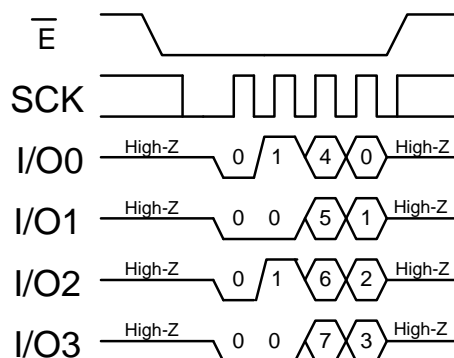 E
SCK
I/O0 High-Z 0 1 4 0 High-Z
I/O1 High-Z 0 0 5 1 High-Z
I/O2 High-Z 0 1 6 2 High-Z
I/O3 High-Z 0 0 7 3 High-Z